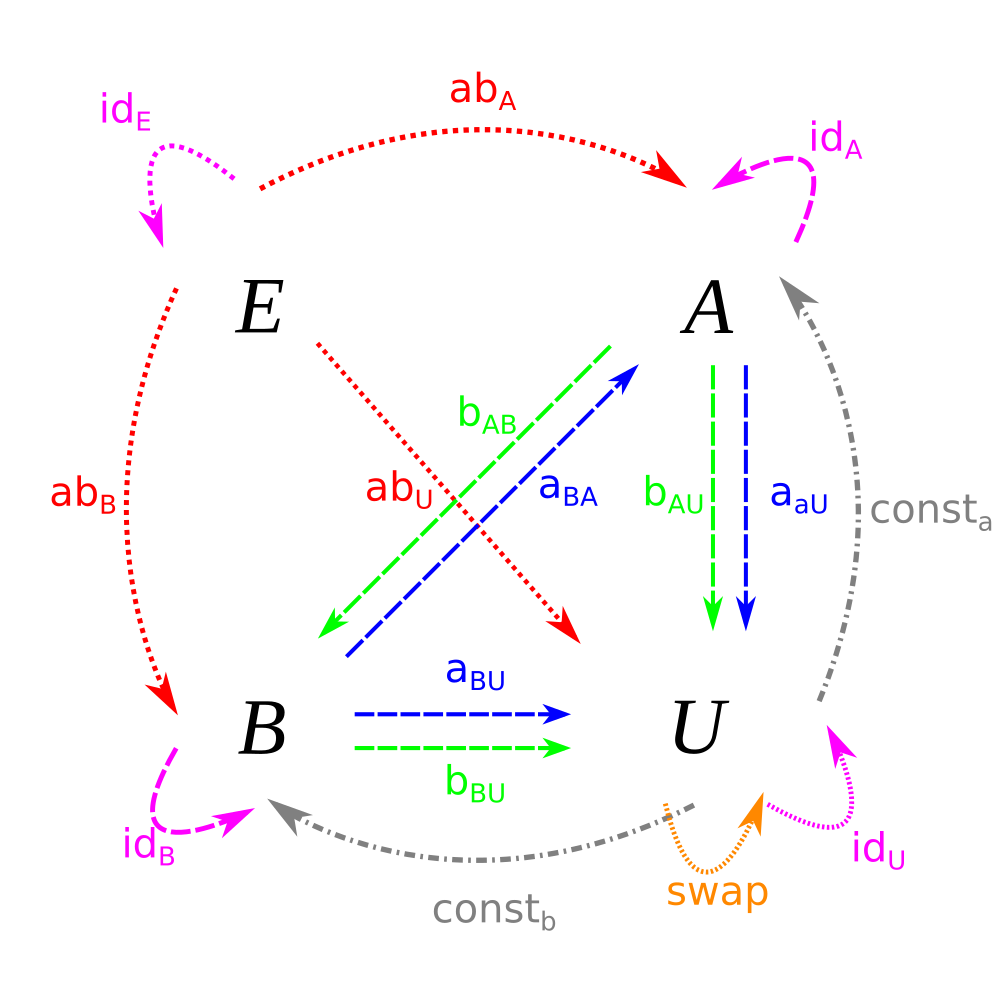 ab_A
id_E
id_A
E
A
b_AB
ab_B
ab_U
a_BA
b_AU
a_aU
const_a
a_BU
B
U
b_BU
id_B
id_U
swap
const_b